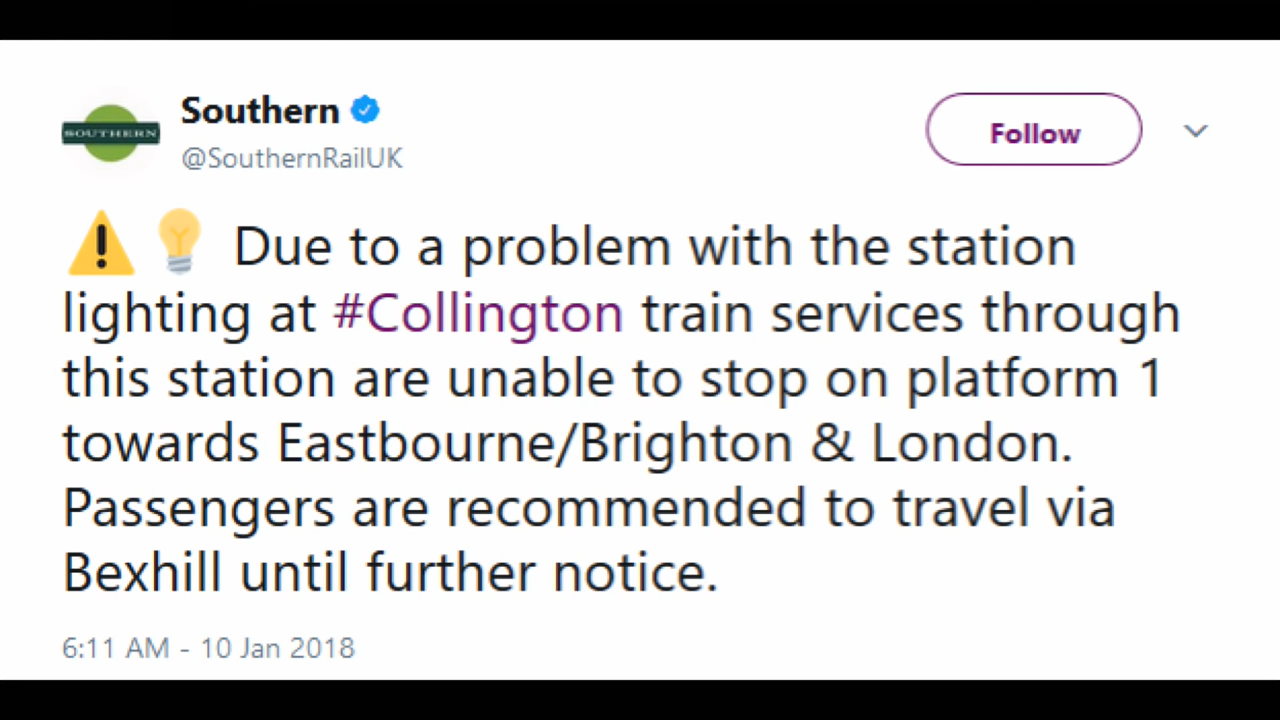 SOUTHERN
Southern
@SouthernRailUK
Follow
⚠️💡 Due to a problem with the station
lighting at #Collington train services through
this station are unable to stop on platform 1
towards Eastbourne/Brighton & London.
Passengers are recommended to travel via
Bexhill until further notice.
6:11 AM - 10 Jan 2018